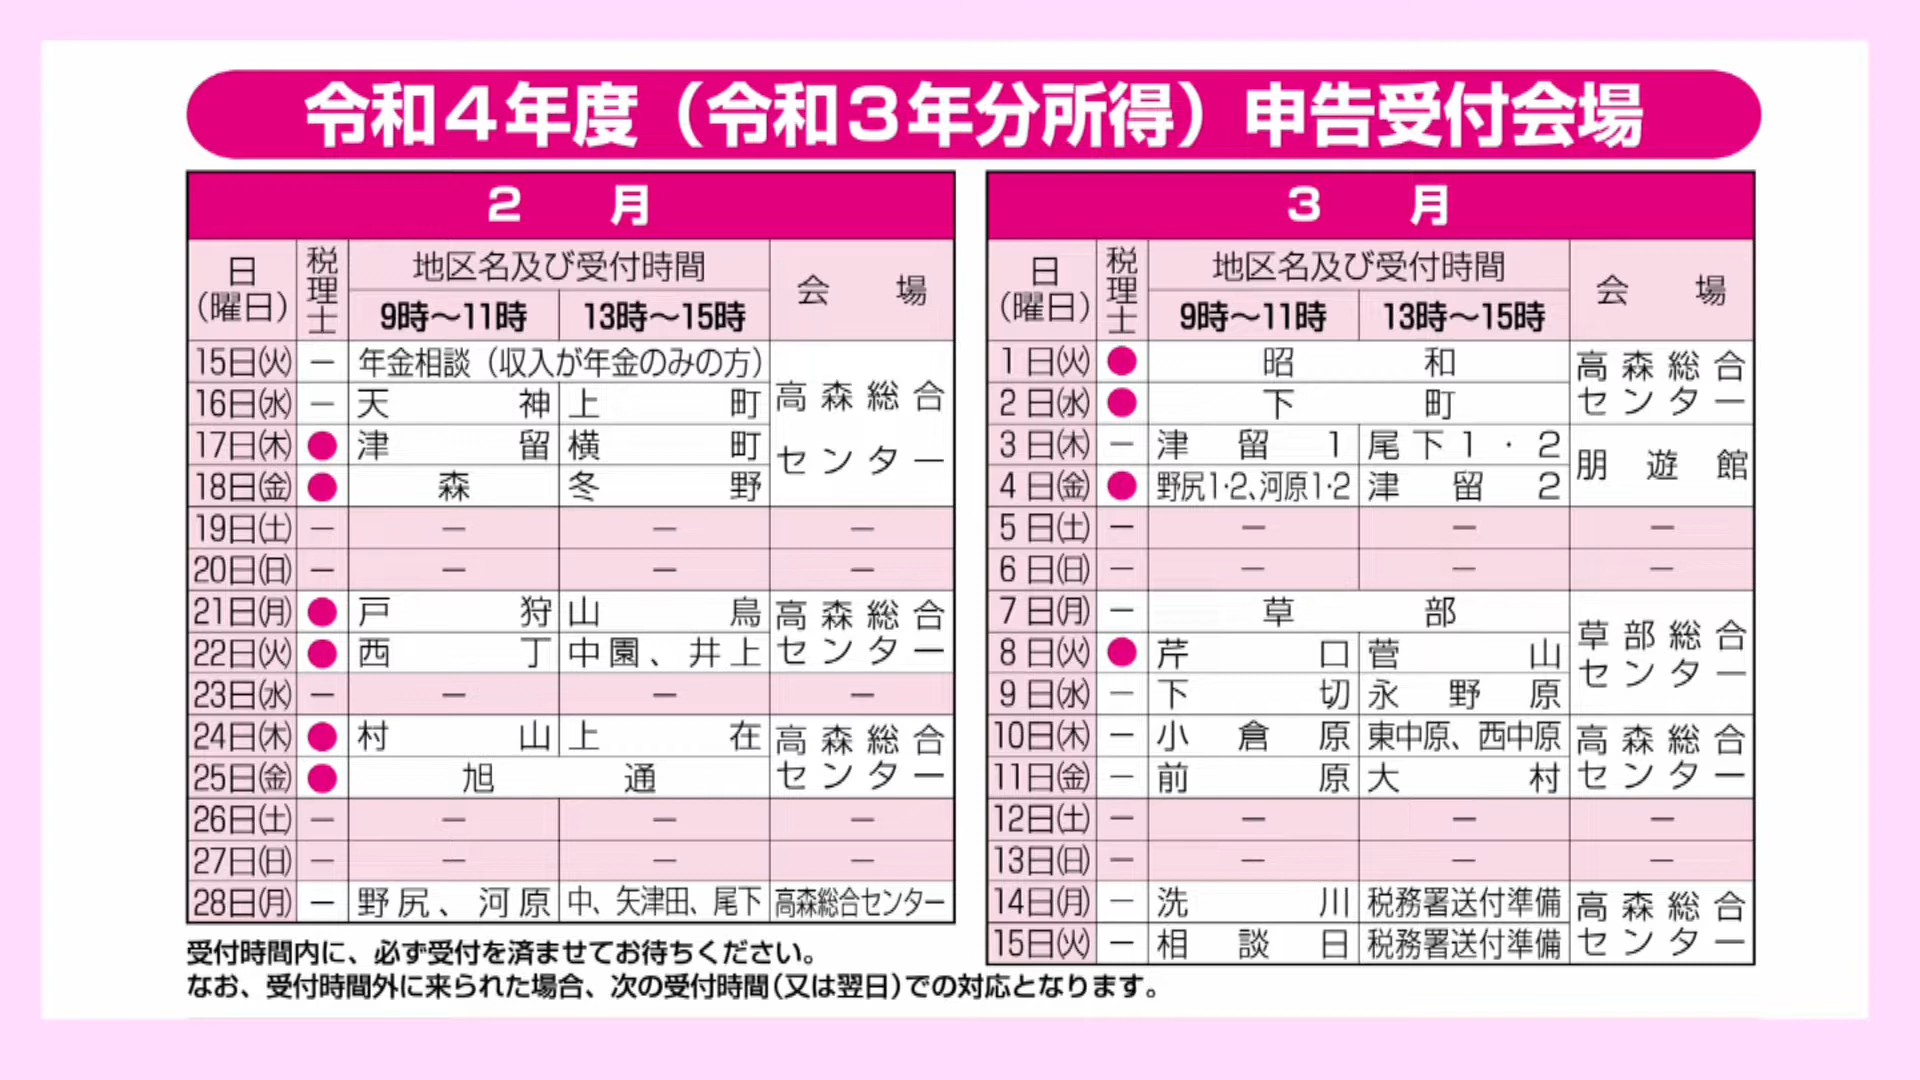 令和4年度（令和3年分所得）申告受付会場
2月
日（曜日） 税理士 地区名及び受付時間 会場
9時〜11時 13時〜15時
15日(火) － 年金相談（収入が年金のみの方） 高森総合センター
16日(水) － 天神 上町
17日(木) ● 津留 横町
18日(金) ● 森 冬野
19日(土) － － － －
20日(日) － － － －
21日(月) ● 戸狩 山鳥 高森総合センター
22日(火) ● 西丁 中園、井上
23日(水) － － － －
24日(木) ● 村山 上在 高森総合センター
25日(金) ● 旭通
26日(土) － － － －
27日(日) － － － －
28日(月) － 野尻、河原 中、矢津田、尾下 高森総合センター
3月
日（曜日） 税理士 地区名及び受付時間 会場
9時〜11時 13時〜15時
1日(火) ● 昭和 高森総合センター
2日(水) ● 下町
3日(木) － 津留1 尾下1・2 朋遊館
4日(金) ● 野尻1・2、河原1・2 津留2
5日(土) － － － －
6日(日) － － － －
7日(月) － 草部 草部総合センター
8日(火) ● 芹口 菅山
9日(水) － 下切 永野原
10日(木) － 小倉原 東中原、西中原 高森総合センター
11日(金) － 前原 大村
12日(土) － － － －
13日(日) － － － －
14日(月) － 洗川 税務署送付準備 高森総合センター
15日(火) － 相談日 税務署送付準備
受付時間内に、必ず受付を済ませてお待ちください。
なお、受付時間外に来られた場合、次の受付時間（又は翌日）での対応となります。